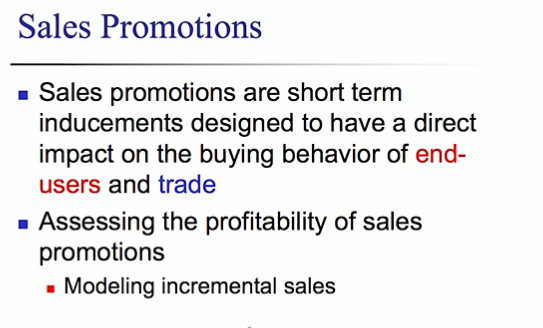 Sales Promotions
Sales promotions are short term
inducements designed to have a direct
impact on the buying behavior of end-
users and trade
Assessing the profitability of sales
promotions
Modeling incremental sales